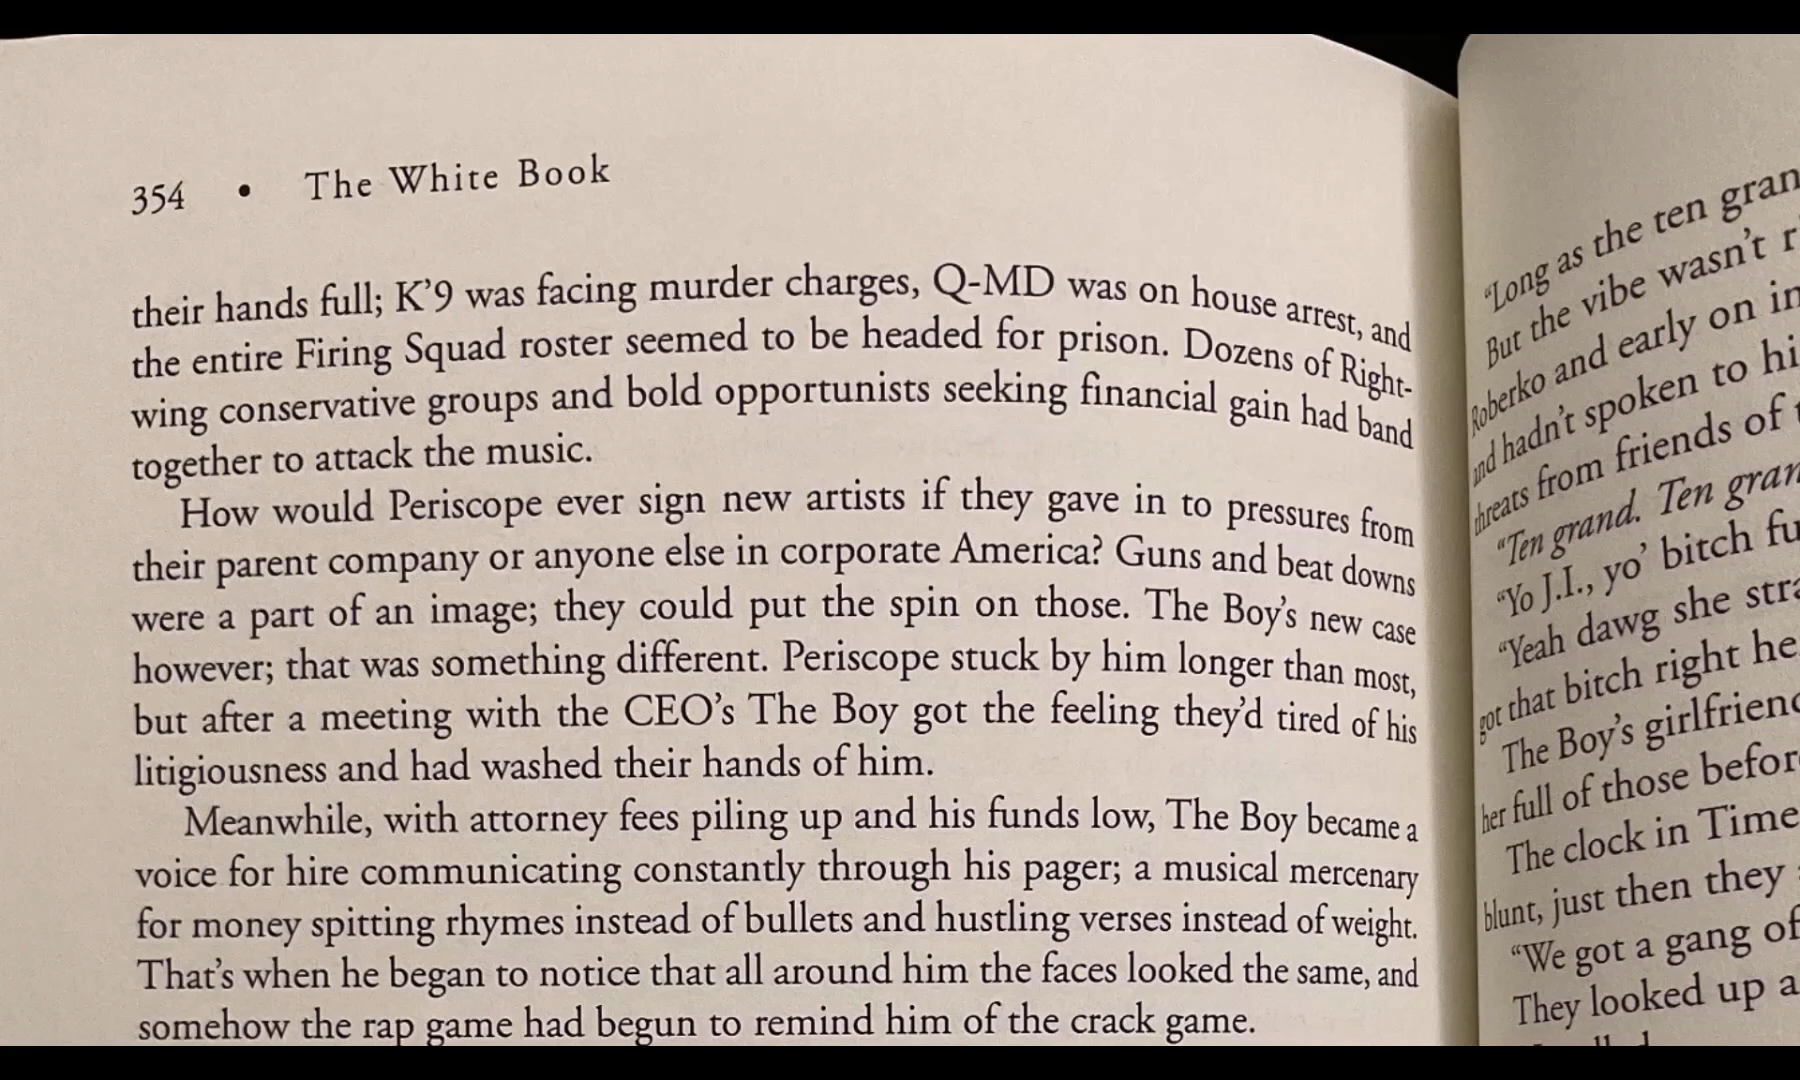 354 • The White Book
their hands full; K’9 was facing murder charges, Q-MD was on house arrest, and
the entire Firing Squad roster seemed to be headed for prison. Dozens of Right-
wing conservative groups and bold opportunists seeking financial gain had band
together to attack the music.
How would Periscope ever sign new artists if they gave in to pressures from
their parent company or anyone else in corporate America? Guns and beat downs
were a part of an image; they could put the spin on those. The Boy’s new case
however; that was something different. Periscope stuck by him longer than most,
but after a meeting with the CEO’s The Boy got the feeling they’d tired of his
litigiousness and had washed their hands of him.
Meanwhile, with attorney fees piling up and his funds low, The Boy became a
voice for hire communicating constantly through his pager; a musical mercenary
for money spitting rhymes instead of bullets and hustling verses instead of weight.
That’s when he began to notice that all around him the faces looked the same, and
somehow the rap game had begun to remind him of the crack game.
“Long as the ten
But the vibe wasn’t
Roberko and early on
and hadn’t spoken to
threats from friends of
“Ten grand. Ten
“Yo J.I., yo’ bitch
“Yeah dawg she
got that bitch right
The Boy’s
her full of those
The clock in
blunt, just then they
“We got a gang of
They looked up